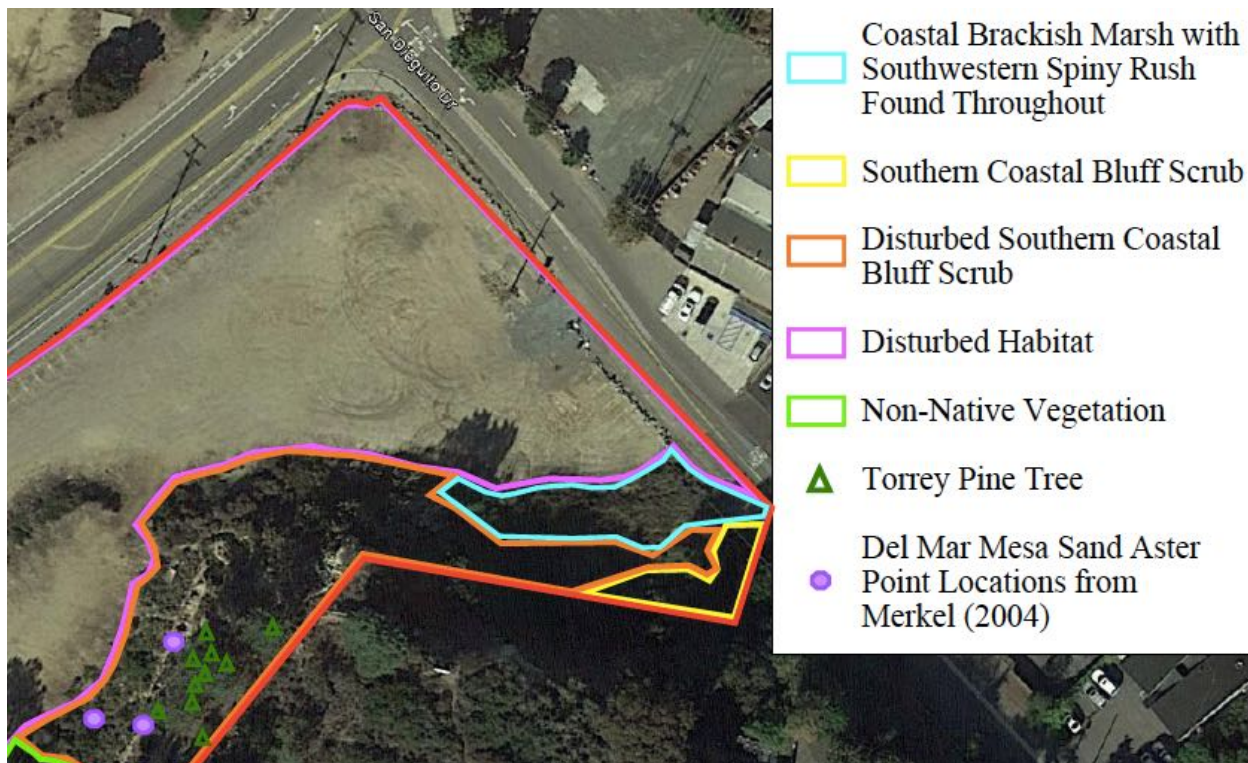 San Dieguito Dr
Coastal Brackish Marsh with
Southwestern Spiny Rush
Found Throughout
Southern Coastal Bluff Scrub
Disturbed Southern Coastal
Bluff Scrub
Disturbed Habitat
Non-Native Vegetation
Torrey Pine Tree
Del Mar Mesa Sand Aster
Point Locations from
Merkel (2004)